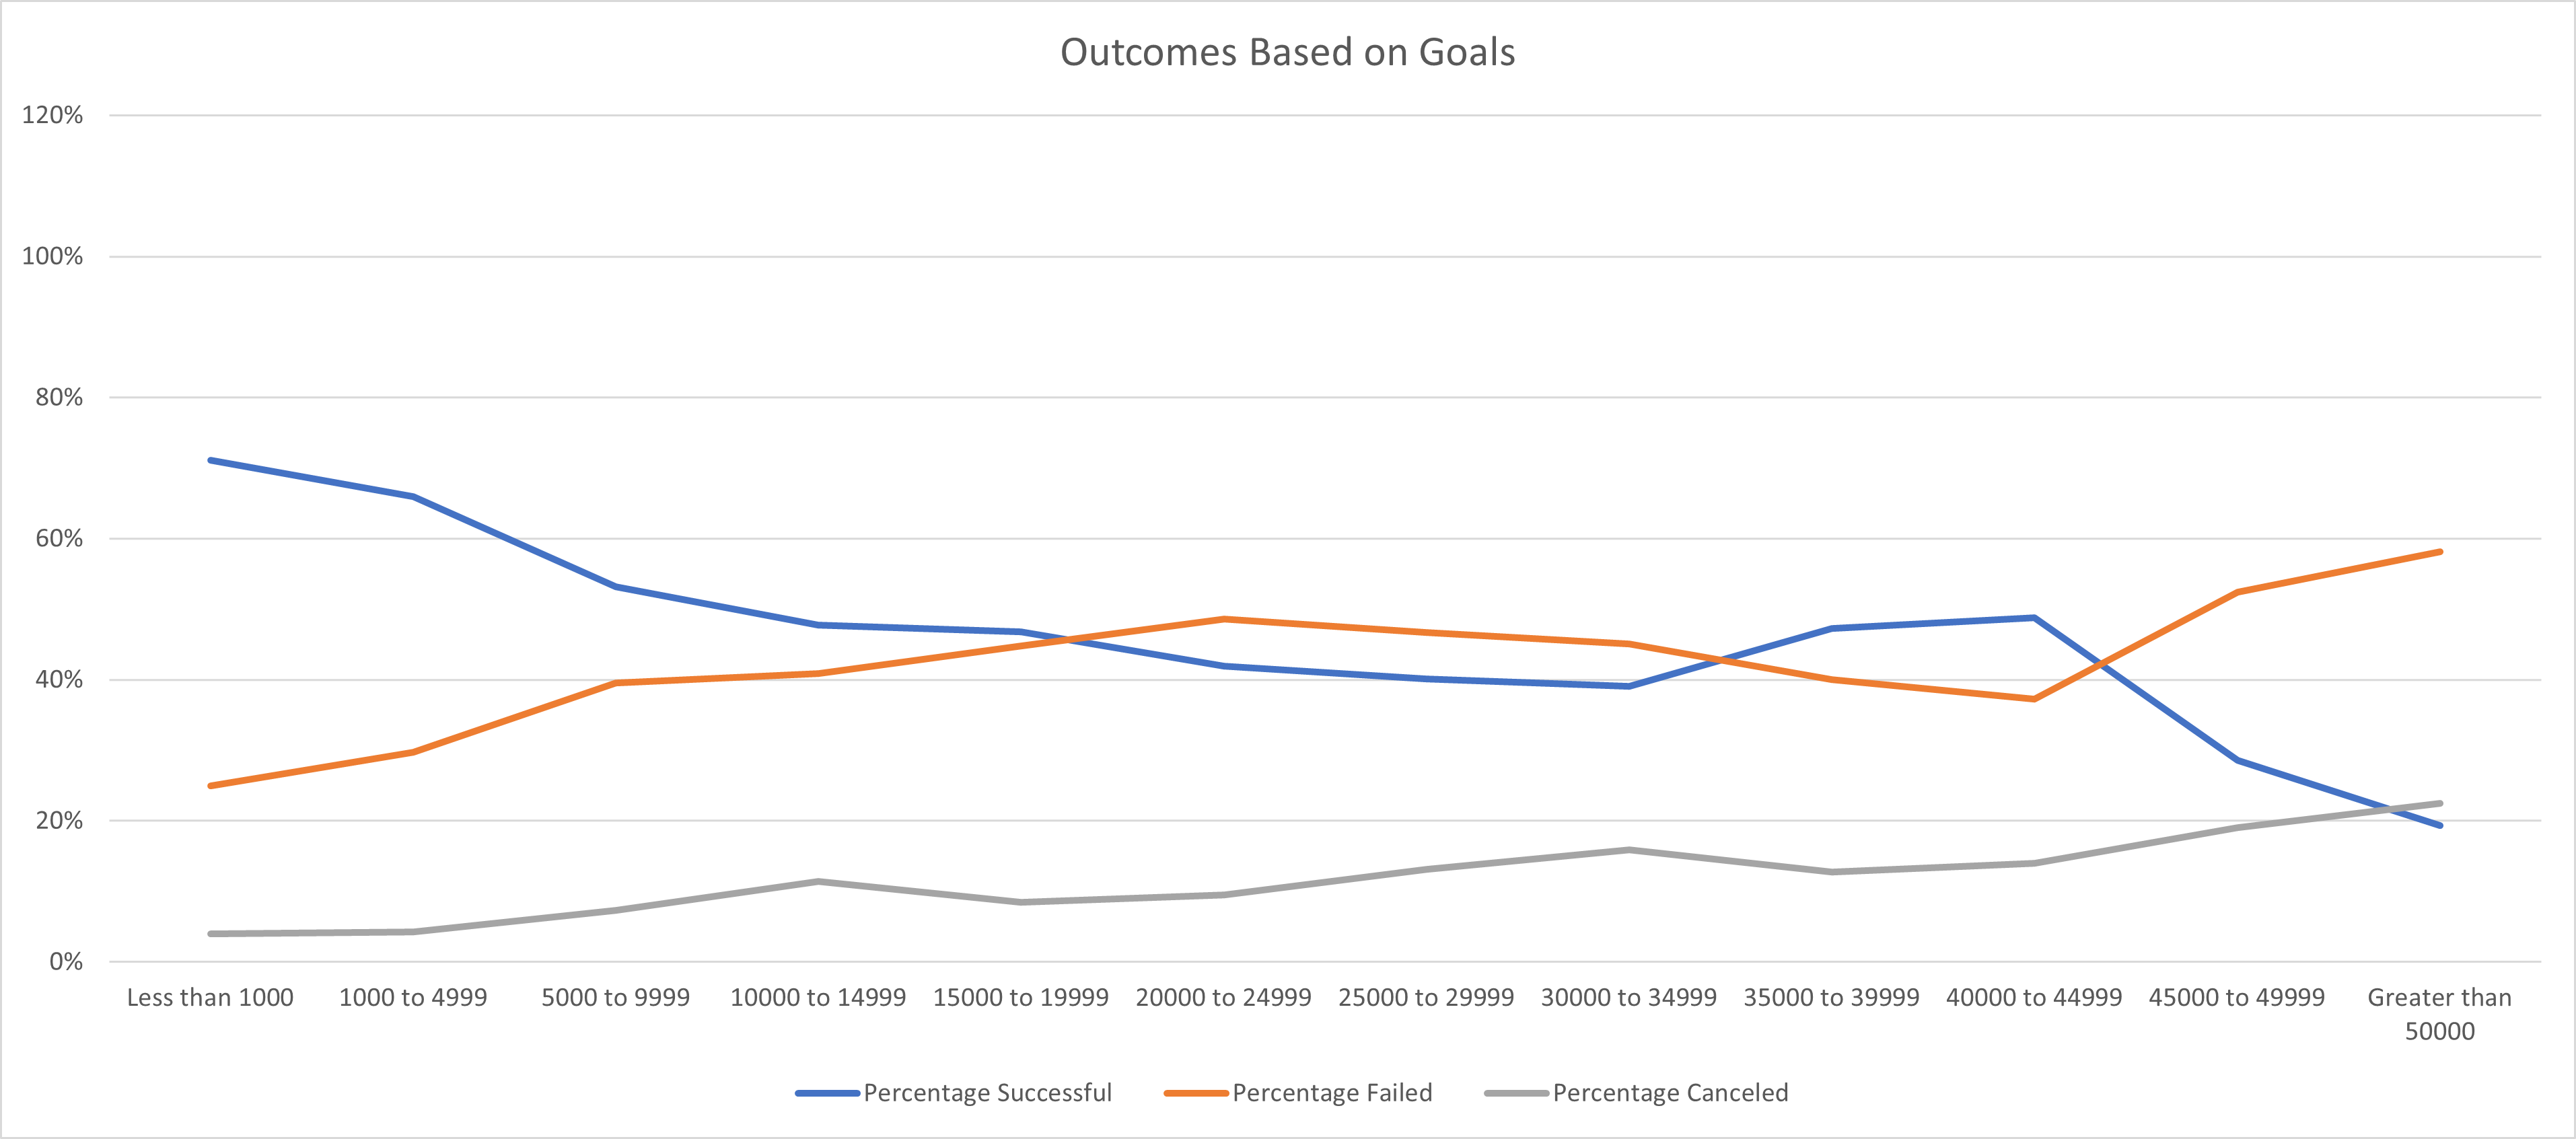 Outcomes Based on Goals
120%
100%
80%
60%
40%
20%
0%
Less than 1000 1000 to 4999 5000 to 9999 10000 to 14999 15000 to 19999 20000 to 24999 25000 to 29999 30000 to 34999 35000 to 39999 40000 to 44999 45000 to 49999 Greater than
50000
Percentage Successful Percentage Failed Percentage Canceled